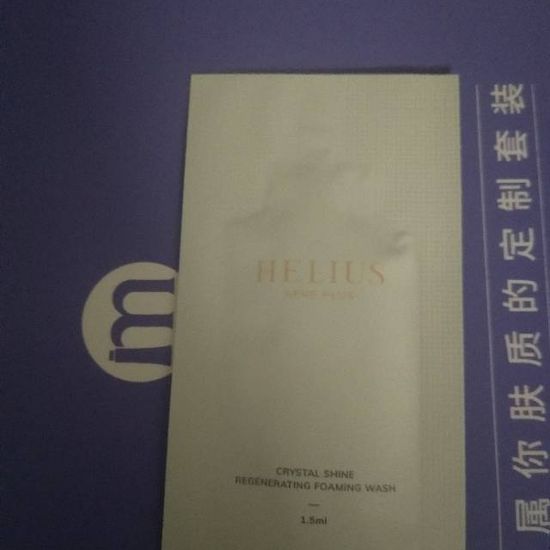 HELIUS
CRYSTAL SHINE
REGENERATING FOAMING WASH
1.5ml
m
属你肤质的定制套装